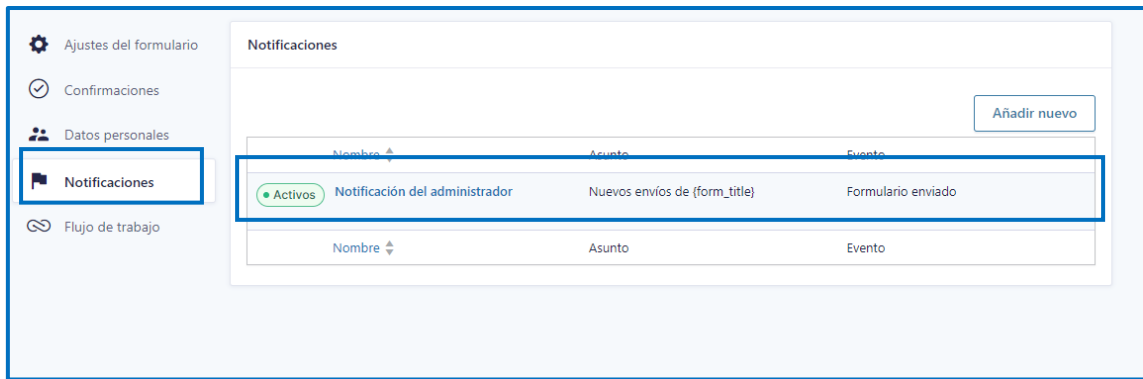 Ajustes del formulario
Confirmaciones
Datos personales
Notificaciones
Flujo de trabajo
Notificaciones
Añadir nuevo
Nombre Asunto Evento
Activos Notificación del administrador Nuevos envíos de {form_title} Formulario enviado
Nombre Asunto Evento